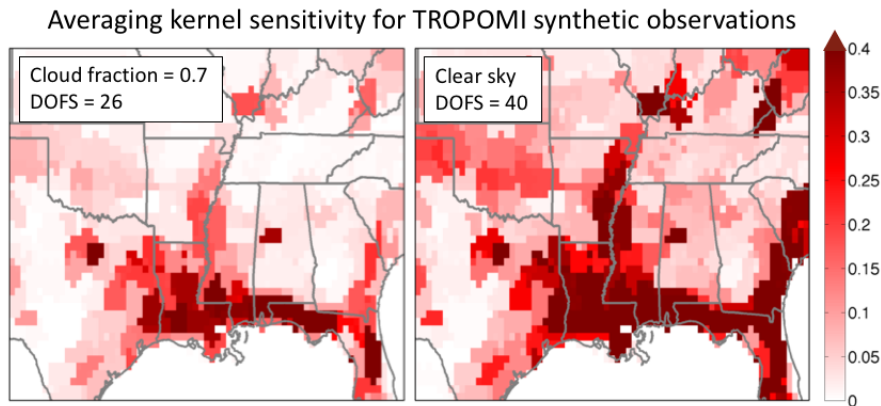 Averaging kernel sensitivity for TROPOMI synthetic observations
Cloud fraction = 0.7
DOFS = 26
Clear sky
DOFS = 40
0.4
0.35
0.3
0.25
0.2
0.15
0.1
0.05
0